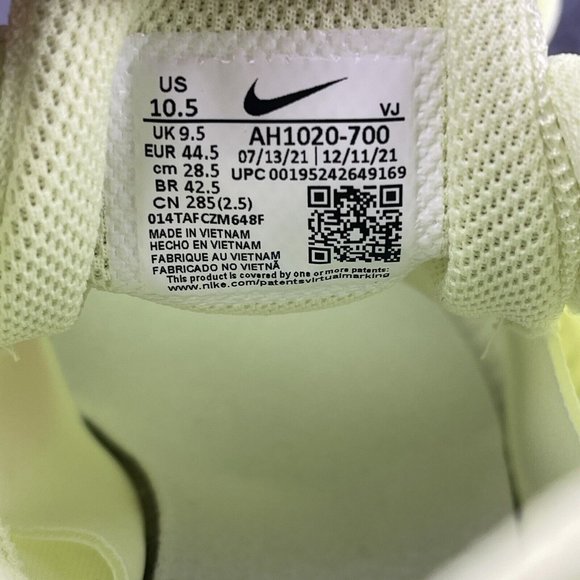 US
10.5
VJ
UK 9.5
AH1020-700
EUR 44.5
07/13/21 | 12/11/21
cm 28.5
UPC 00195242649169
BR 42.5
CN 285(2.5)
014TAFCZM648F
MADE IN VIETNAM
HECHO EN VIETNAM
FABRIQUE AU VIETNAM
FABRICADO NO VIETNÃ
This product is covered by one or more patents:
www.nike.com/patentsvirtualmarking